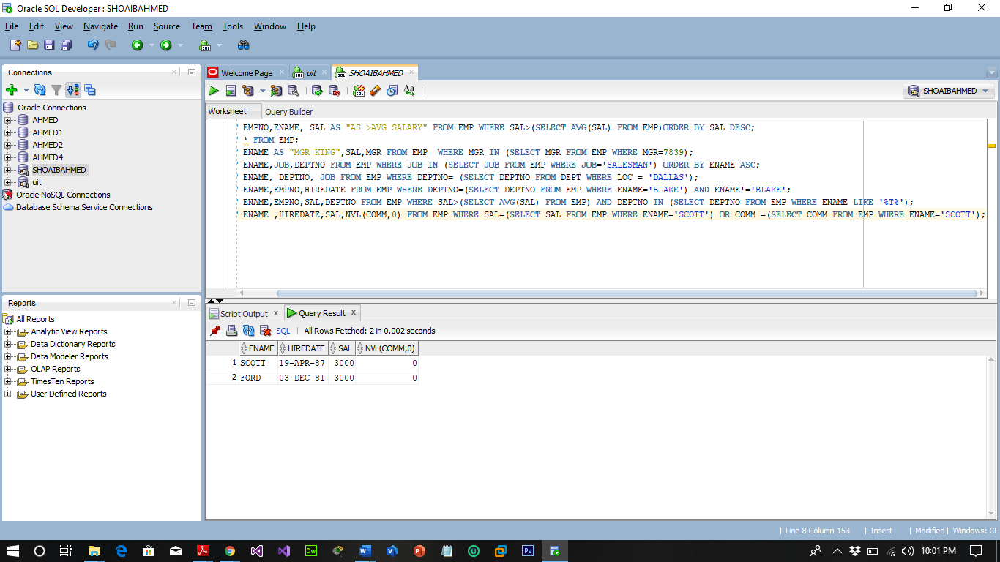 Oracle SQL Developer : SHOAIBAHMED
File Edit View Navigate Run Source Team Tools Window Help
Connections
Oracle Connections
AHMED
AHMED1
AHMED2
AHMED4
SHOAIBAHMED
uit
Oracle NoSQL Connections
Database Schema Service Connections
Reports
All Reports
Analytic View Reports
Data Dictionary Reports
Data Modeler Reports
OLAP Reports
TimesTen Reports
User Defined Reports
Welcome Page uit SHOAIBAHMED
SHOAIBAHMED
Worksheet Query Builder
EMPNO,ENAME, SAL AS "AS >AVG SALARY" FROM EMP WHERE SAL>(SELECT AVG(SAL) FROM EMP)ORDER BY SAL DESC;
* FROM EMP;
ENAME AS "MGR KING",SAL,MGR FROM EMP  WHERE MGR IN (SELECT MGR FROM EMP WHERE MGR=7839);
ENAME,JOB,DEPTNO FROM EMP WHERE JOB IN (SELECT JOB FROM EMP WHERE JOB='SALESMAN') ORDER BY ENAME ASC;
ENAME, DEPTNO, JOB FROM EMP WHERE DEPTNO= (SELECT DEPTNO FROM DEPT WHERE LOC = 'DALLAS');
ENAME,EMPNO,HIREDATE FROM EMP WHERE DEPTNO=(SELECT DEPTNO FROM EMP WHERE ENAME='BLAKE') AND ENAME!='BLAKE';
ENAME,EMPNO,SAL,DEPTNO FROM EMP WHERE SAL>(SELECT AVG(SAL) FROM EMP) AND DEPTNO IN (SELECT DEPTNO FROM EMP WHERE ENAME LIKE '%T%');
ENAME ,HIREDATE,SAL,NVL(COMM,0) FROM EMP WHERE SAL=(SELECT SAL FROM EMP WHERE ENAME='SCOTT') OR COMM =(SELECT COMM FROM EMP WHERE ENAME='SCOTT');
Script Output Query Result
SQL All Rows Fetched: 2 in 0.002 seconds
ENAME HIREDATE SAL NVL(COMM,0)
1 SCOTT 19-APR-87 3000 0
2 FORD 03-DEC-81 3000 0
Line 8 Column 153 Insert Modified Windows: CF
10:01 PM